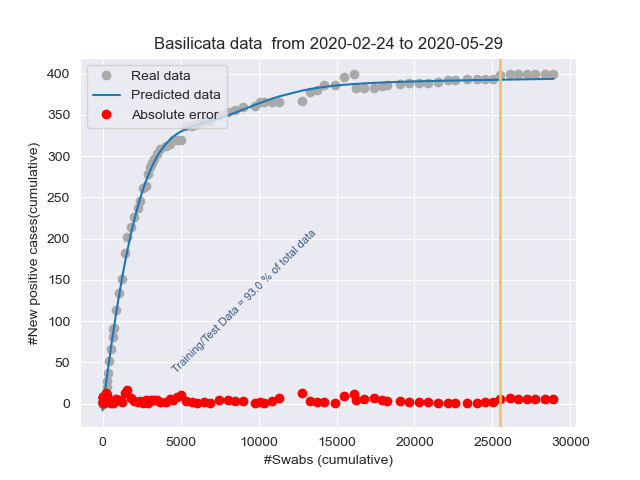 Basilicata data from 2020-02-24 to 2020-05-29
Real data
Predicted data
Absolute error
#New positive cases(cumulative)
400
350
300
250
200
150
100
50
0
Training/Test Data = 93.0 % of total data
0 5000 10000 15000 20000 25000 30000
#Swabs (cumulative)